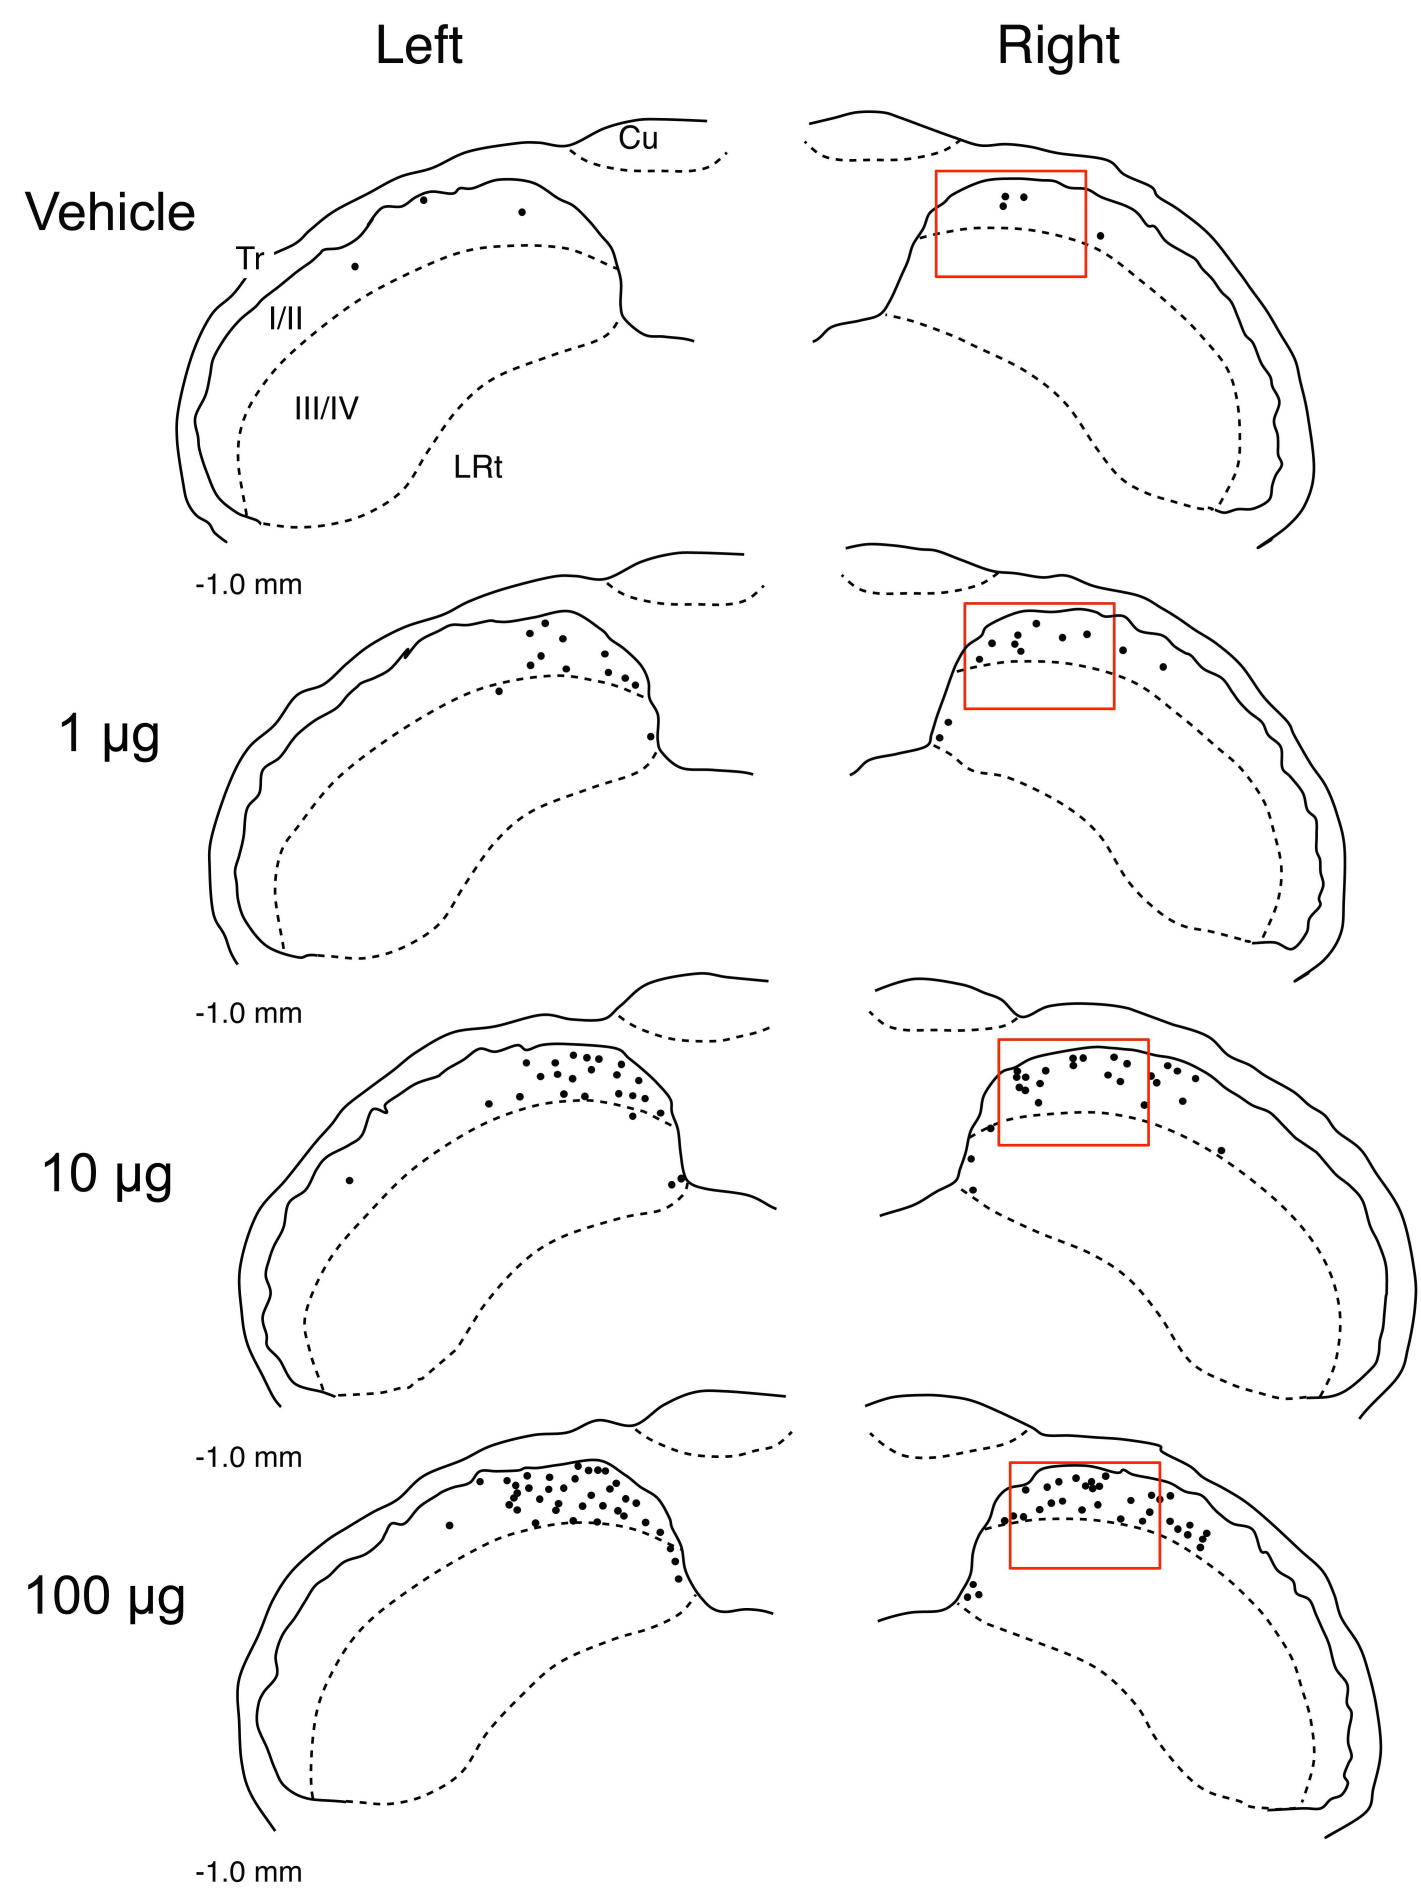 Left
Right
Vehicle
Cu
Tr
I/II
III/IV
LRt
-1.0 mm
1 μg
-1.0 mm
10 μg
-1.0 mm
100 μg
-1.0 mm